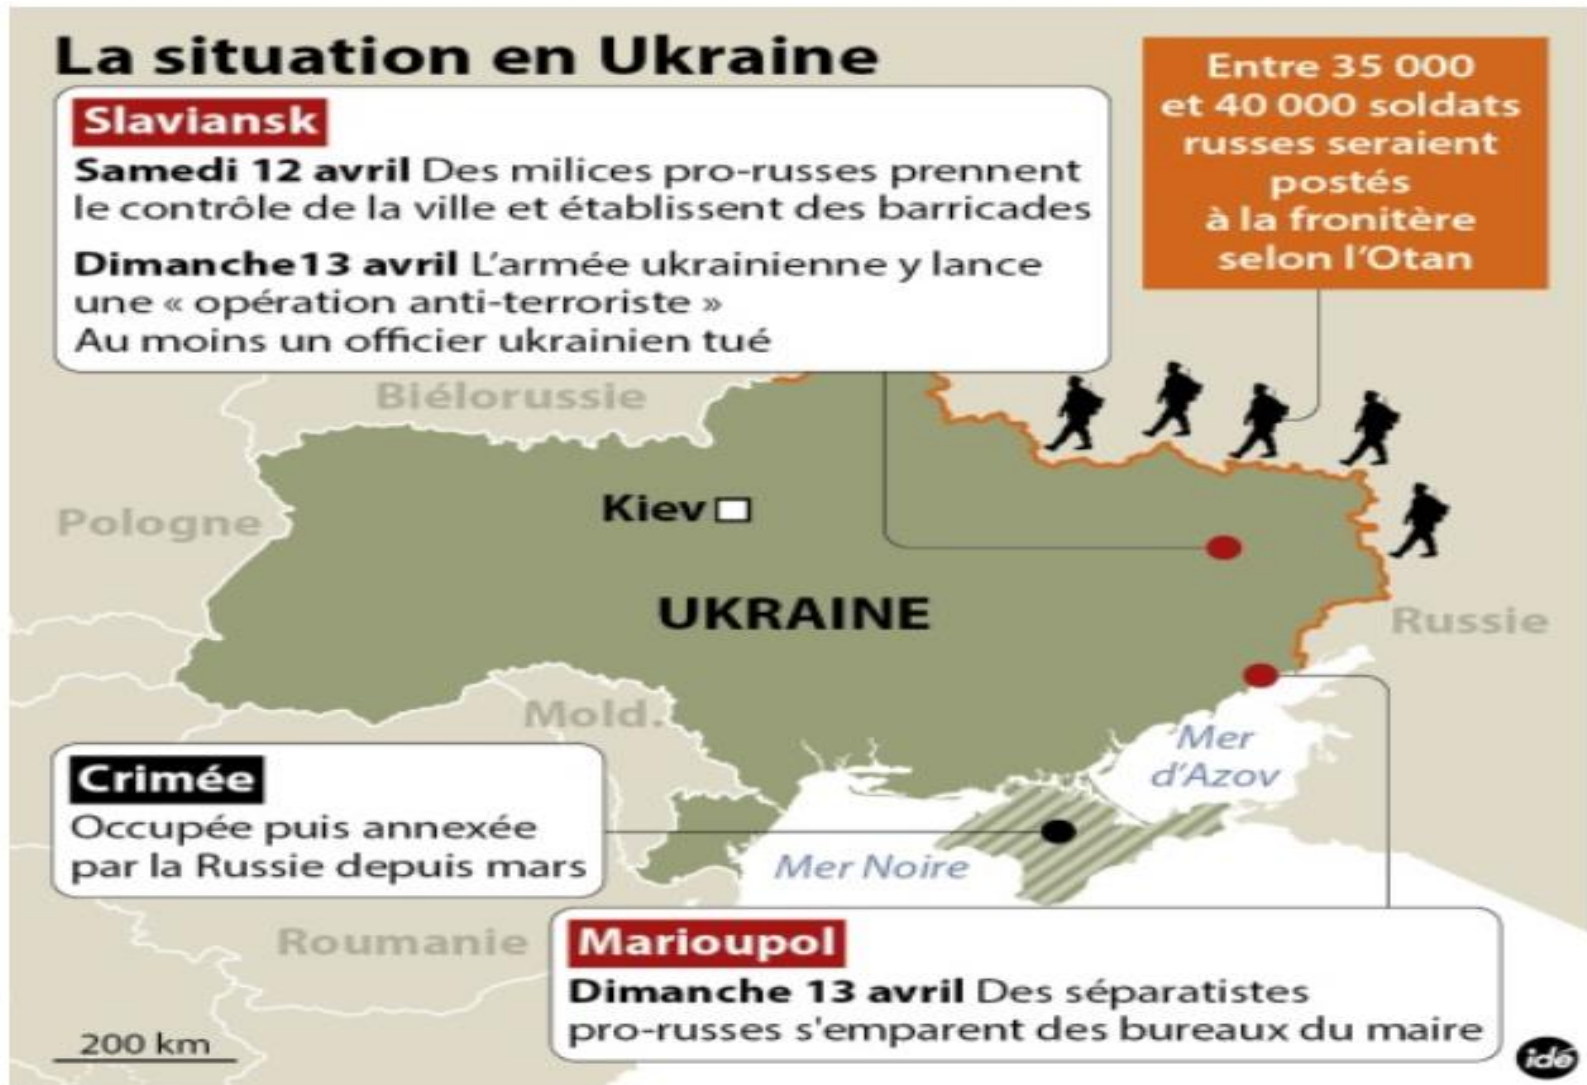 La situation en Ukraine
Slaviansk
Samedi 12 avril Des milices pro-russes prennent
le contrôle de la ville et établissent des barricades
Dimanche13 avril L'armée ukrainienne y lance
une « opération anti-terroriste »
Au moins un officier ukrainien tué
Entre 35 000
et 40 000 soldats
russes seraient
postés
à la fronitère
selon l'Otan
Biélorussie
Pologne
Kiev
UKRAINE
Russie
Mold.
Mer
d'Azov
Crimée
Occupée puis annexée
par la Russie depuis mars
Mer Noire
Roumanie
Marioupol
Dimanche 13 avril Des séparatistes
pro-russes s'emparent des bureaux du maire
200 km
idé